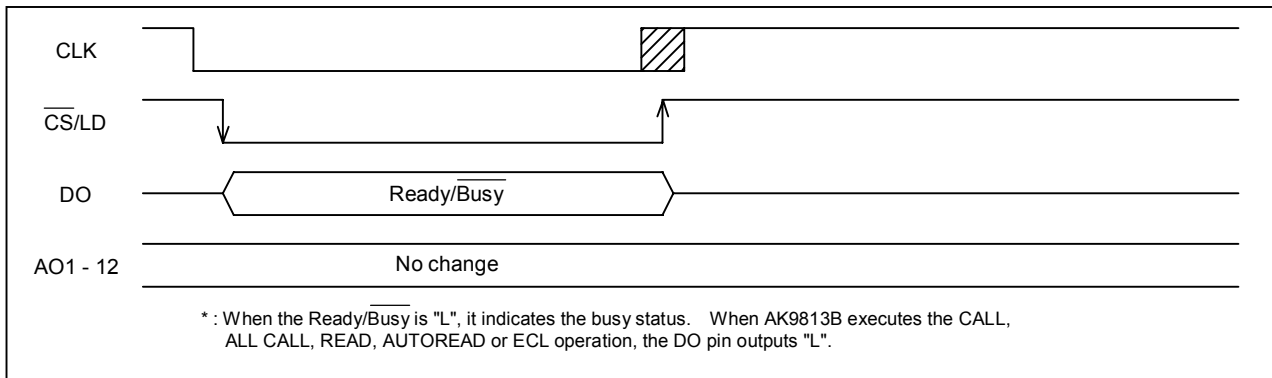 CLK
CS/LD
DO
Ready/Busy
AO1 - 12
No change
* : When the Ready/Busy is "L", it indicates the busy status. When AK9813B executes the CALL,
ALL CALL, READ, AUTOREAD or ECL operation, the DO pin outputs "L".